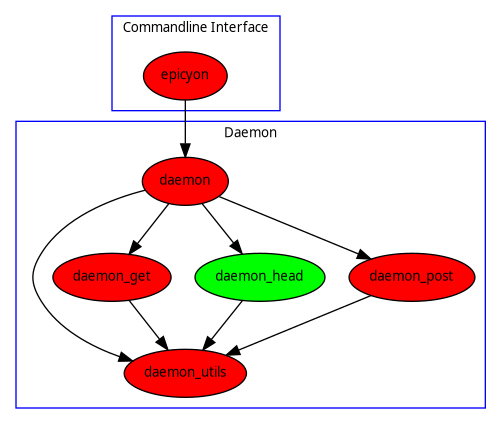 Commandline Interface
epicyon
Daemon
daemon
daemon_get
daemon_head
daemon_post
daemon_utils